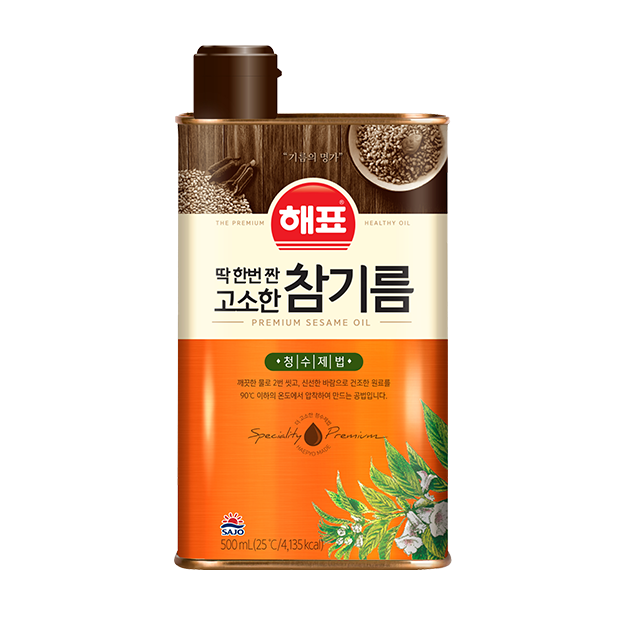 "기름의 명가"
해표®
THE PREMIUM HEALTHY OIL
딱 한번 짠
고소한 참기름
PREMIUM SESAME OIL
청|수|제|법
깨끗한 물로 2번 씻고, 신선한 바람으로 건조한 원료를
90℃ 이하의 온도에서 압착하여 만드는 공법입니다.
Speciality Premium
HAEPYO MADE
SAJO
500 mL(25 ℃/4,135 kcal)